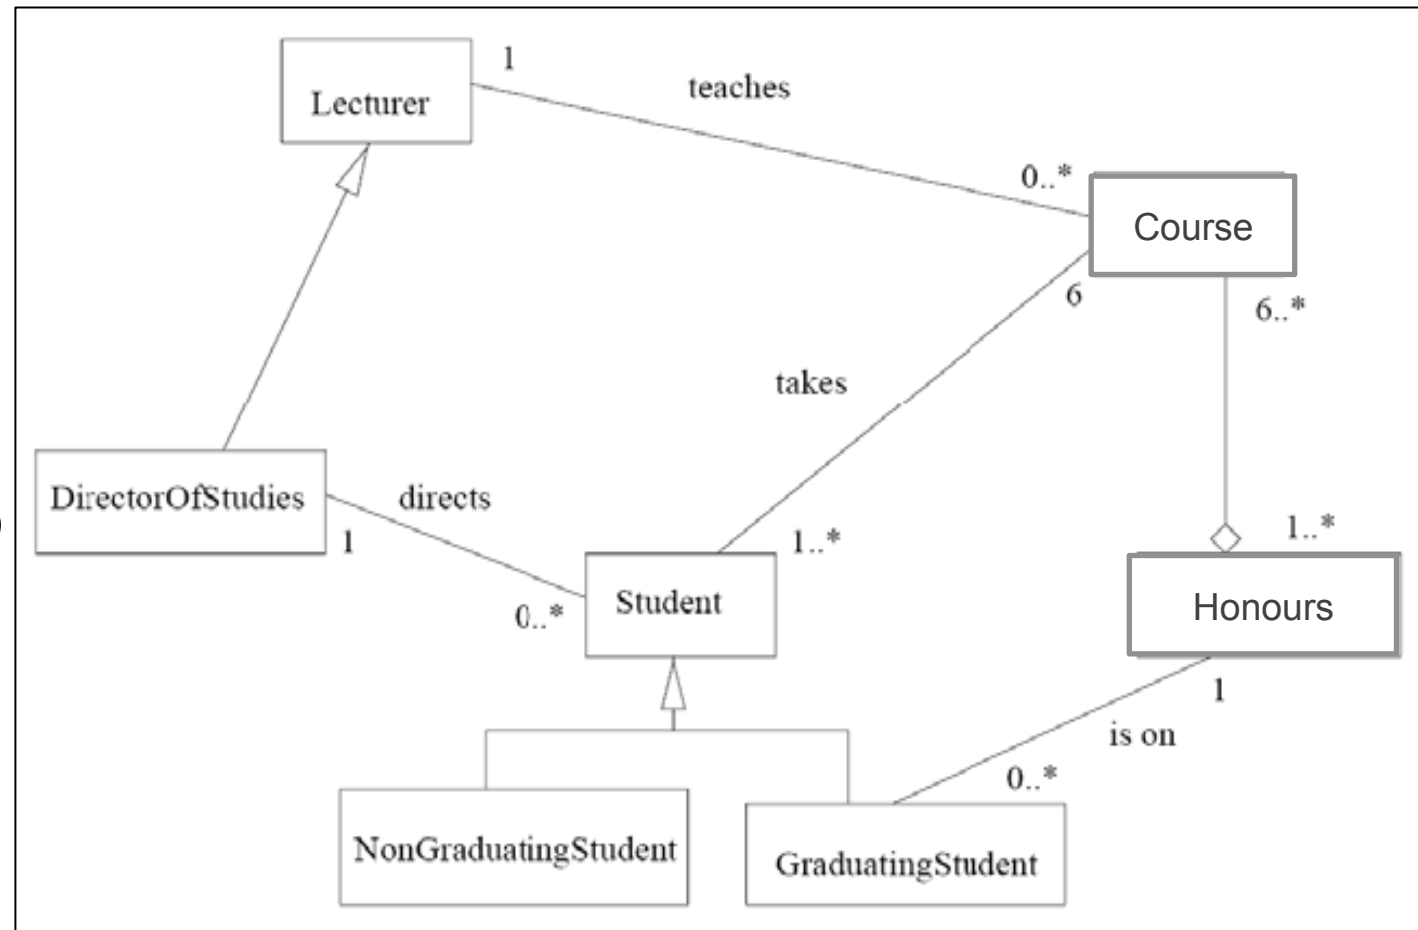 1
teaches
Lecturer
0..*
Course
6
6..*
takes
DirectorOfStudies
directs
1
1..*
1..*
0..*
Student
Honours
1
is on
0..*
NonGraduatingStudent
GraduatingStudent